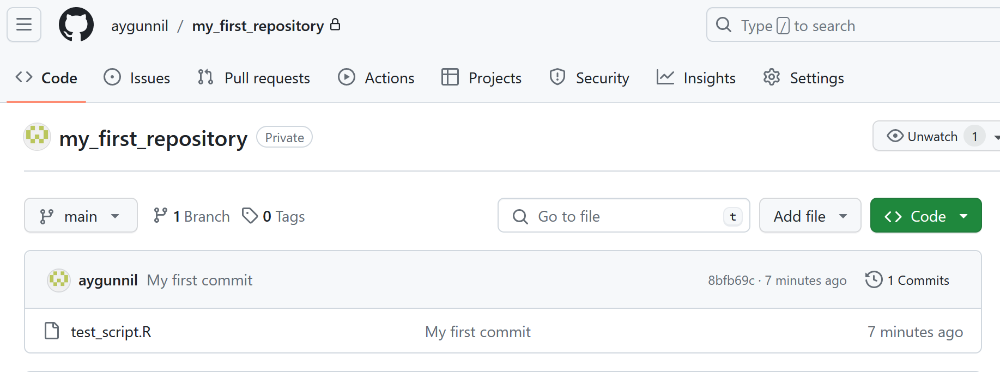 aygunnil / my_first_repository
Type / to search
Code Issues Pull requests Actions Projects Security Insights Settings
my_first_repository Private
Unwatch 1
main 1 Branch 0 Tags
Go to file t
Add file
Code
aygunnil My first commit 8bfb69c · 7 minutes ago 1 Commits
test_script.R My first commit 7 minutes ago